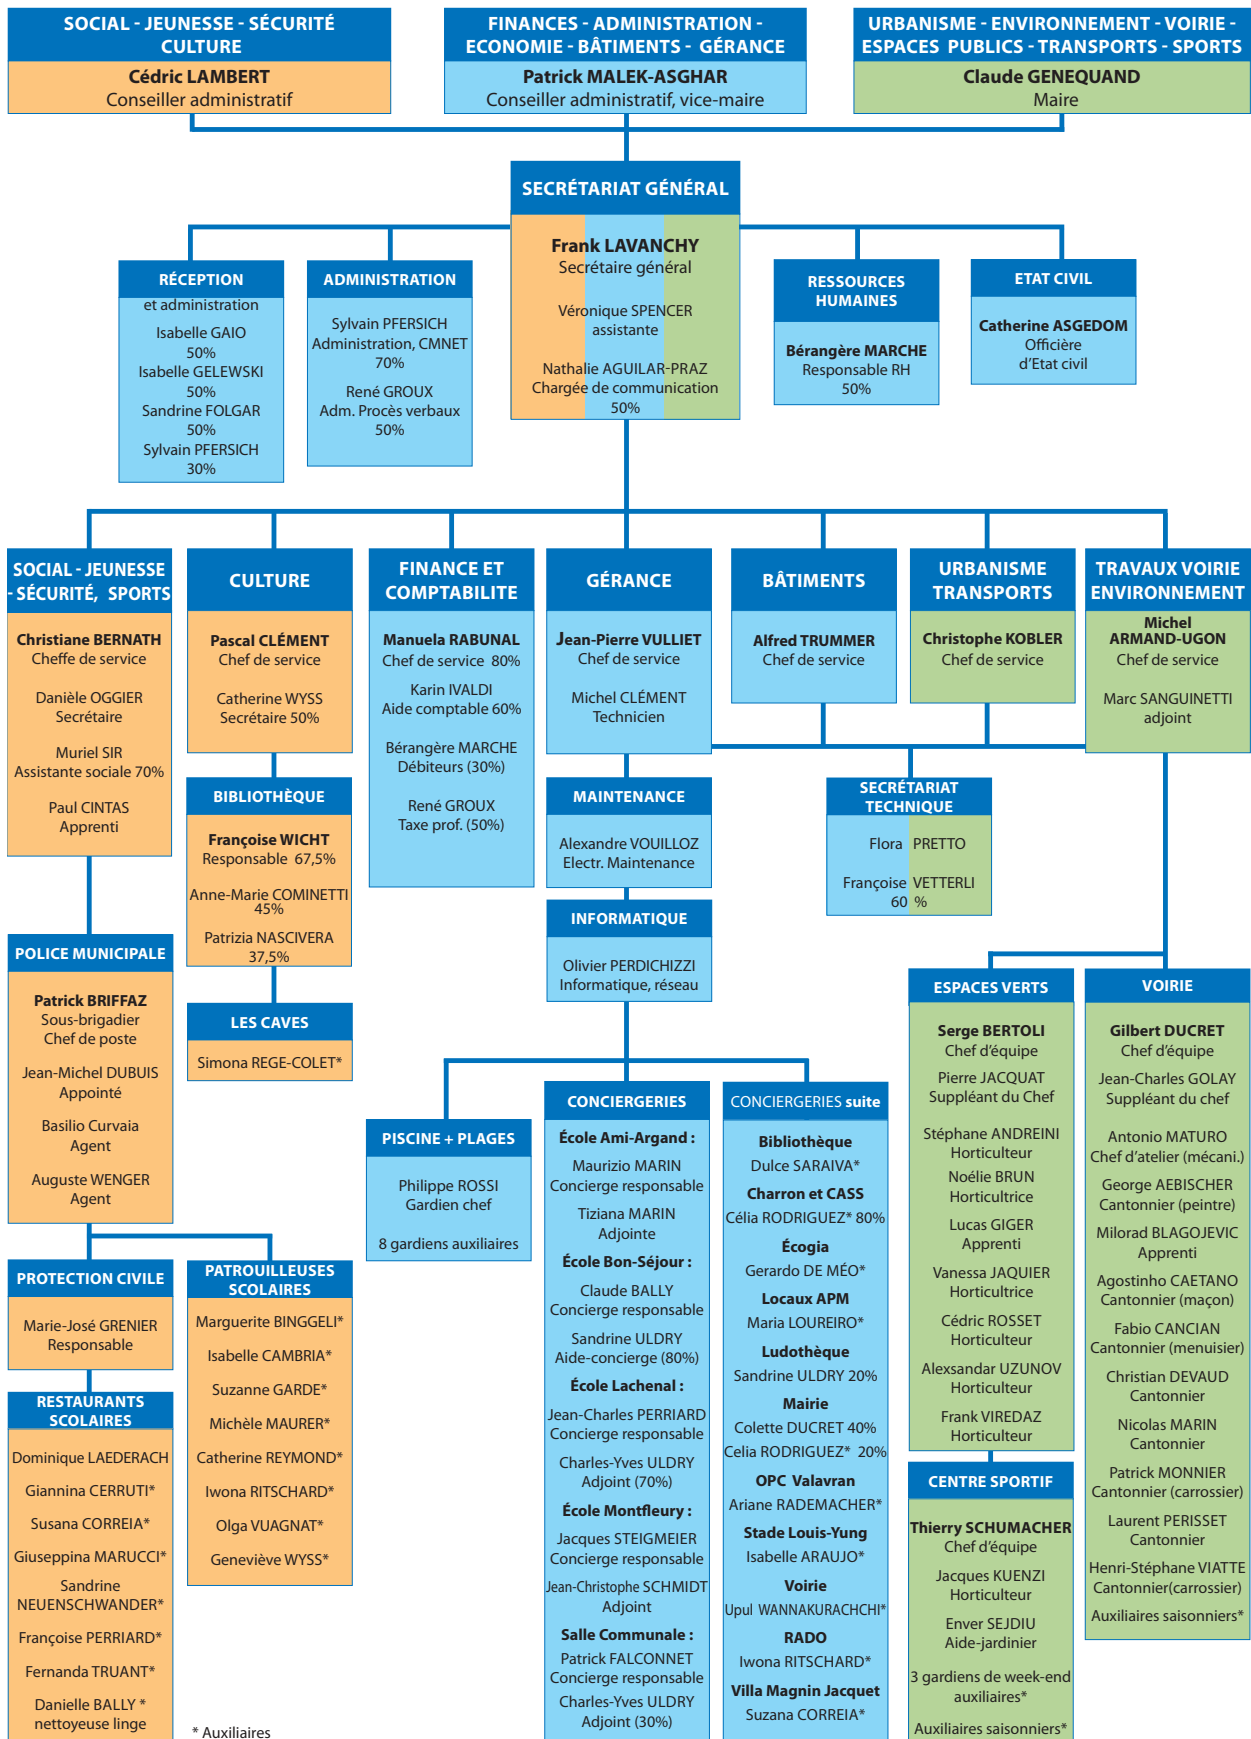 SOCIAL - JEUNESSE - SÉCURITÉ
CULTURE
Cédric LAMBERT
Conseiller administratif
FINANCES - ADMINISTRATION -
ECONOMIE - BÂTIMENTS - GÉRANCE
Patrick MALEK-ASGHAR
Conseiller administratif, vice-maire
URBANISME - ENVIRONNEMENT - VOIRIE -
ESPACES PUBLICS - TRANSPORTS - SPORTS
Claude GENEQUAND
Maire
SECRÉTARIAT GÉNÉRAL
Frank LAVANCHY
Secrétaire général
Véronique SPENCER
assistante
Nathalie AGUILAR-PRAZ
Chargée de communication
50%
RÉCEPTION
et administration
Isabelle GAIO
50%
Isabelle GELEWSKI
50%
Sandrine FOLGAR
50%
Sylvain PFERSICH
30%
ADMINISTRATION
Sylvain PFERSICH
Administration, CMNET
70%
René GROUX
Adm. Procès verbaux
50%
RESSOURCES
HUMAINES
Bérangère MARCHE
Responsable RH
50%
ETAT CIVIL
Catherine ASGEDOM
Officière
d'Etat civil
SOCIAL - JEUNESSE
- SÉCURITÉ, SPORTS
Christiane BERNATH
Cheffe de service
Danièle OGGIER
Secrétaire
Muriel SIR
Assistante sociale 70%
Paul CINTAS
Apprenti
CULTURE
Pascal CLÉMENT
Chef de service
Catherine WYSS
Secrétaire 50%
FINANCE ET
COMPTABILITE
Manuela RABUNAL
Chef de service 80%
Karin IVALDI
Aide comptable 60%
Bérangère MARCHE
Débiteurs (30%)
René GROUX
Taxe prof. (50%)
GÉRANCE
Jean-Pierre VULLIET
Chef de service
Michel CLÉMENT
Technicien
BÂTIMENTS
Alfred TRUMMER
Chef de service
URBANISME
TRANSPORTS
Christophe KOBLER
Chef de service
TRAVAUX VOIRIE
ENVIRONNEMENT
Michel
ARMAND-UGON
Chef de service
Marc SANGUINETTI
adjoint
BIBLIOTHÈQUE
Françoise WICHT
Responsable 67,5%
Anne-Marie COMINETTI
45%
Patrizia NASCIVERA
37,5%
MAINTENANCE
Alexandre VOUILLOZ
Electr. Maintenance
SECRÉTARIAT
TECHNIQUE
Flora PRETTO
Françoise VETTERLI
60 %
INFORMATIQUE
Olivier PERDICHIZZI
Informatique, réseau
POLICE MUNICIPALE
Patrick BRIFFAZ
Sous-brigadier
Chef de poste
Jean-Michel DUBUIS
Appointé
Basilio Curvaia
Agent
Auguste WENGER
Agent
LES CAVES
Simona REGE-COLET*
PISCINE + PLAGES
Philippe ROSSI
Gardien chef
8 gardiens auxiliaires
CONCIERGERIES
École Ami-Argand :
Maurizio MARIN
Concierge responsable
Tiziana MARIN
Adjointe
École Bon-Séjour :
Claude BALLY
Concierge responsable
Sandrine ULDRY
Aide-concierge (80%)
École Lachenal :
Jean-Charles PERRIARD
Concierge responsable
Charles-Yves ULDRY
Adjoint (70%)
École Montfleury :
Jacques STEIGMEIER
Concierge responsable
Jean-Christophe SCHMIDT
Adjoint
Salle Communale :
Patrick FALCONNET
Concierge responsable
Charles-Yves ULDRY
Adjoint (30%)
CONCIERGERIES suite
Bibliothèque
Dulce SARAIVA*
Charron et CASS
Célia RODRIGUEZ* 80%
Écogia
Gerardo DE MÉO*
Locaux APM
Maria LOUREIRO*
Ludothèque
Sandrine ULDRY 20%
Mairie
Colette DUCRET 40%
Celia RODRIGUEZ* 20%
OPC Valavran
Ariane RADEMACHER*
Stade Louis-Yung
Isabelle ARAUJO*
Voirie
Upul WANNAKURACHCHI*
RADO
Iwona RITSCHARD*
Villa Magnin Jacquet
Suzana CORREIA*
ESPACES VERTS
Serge BERTOLI
Chef d'équipe
Pierre JACQUAT
Suppléant du Chef
Stéphane ANDREINI
Horticulteur
Noélie BRUN
Horticultrice
Lucas GIGER
Apprenti
Vanessa JAQUIER
Horticultrice
Cédric ROSSET
Horticulteur
Alexsandar UZUNOV
Horticulteur
Frank VIREDAZ
Horticulteur
VOIRIE
Gilbert DUCRET
Chef d'équipe
Jean-Charles GOLAY
Suppléant du chef
Antonio MATURO
Chef d'atelier (mécani.)
George AEBISCHER
Cantonnier (peintre)
Milorad BLAGOJEVIC
Apprenti
Agostinho CAETANO
Cantonnier (maçon)
Fabio CANCIAN
Cantonnier (menuisier)
Christian DEVAUD
Cantonnier
Nicolas MARIN
Cantonnier
Patrick MONNIER
Cantonnier (carrossier)
Laurent PERISSET
Cantonnier
Henri-Stéphane VIATTE
Cantonnier(carrossier)
Auxiliaires saisonniers*
PROTECTION CIVILE
Marie-José GRENIER
Responsable
PATROUILLEUSES
SCOLAIRES
Marguerite BINGGELI*
Isabelle CAMBRIA*
Suzanne GARDE*
Michèle MAURER*
Catherine REYMOND*
Iwona RITSCHARD*
Olga VUAGNAT*
Geneviève WYSS*
RESTAURANTS
SCOLAIRES
Dominique LAEDERACH
Giannina CERRUTI*
Susana CORREIA*
Giuseppina MARUCCI*
Sandrine
NEUENSCHWANDER*
Françoise PERRIARD*
Fernanda TRUANT*
Danielle BALLY *
nettoyeuse linge
CENTRE SPORTIF
Thierry SCHUMACHER
Chef d'équipe
Jacques KUENZI
Horticulteur
Enver SEJDIU
Aide-jardinier
3 gardiens de week-end
auxiliaires*
Auxiliaires saisonniers*
* Auxiliaires